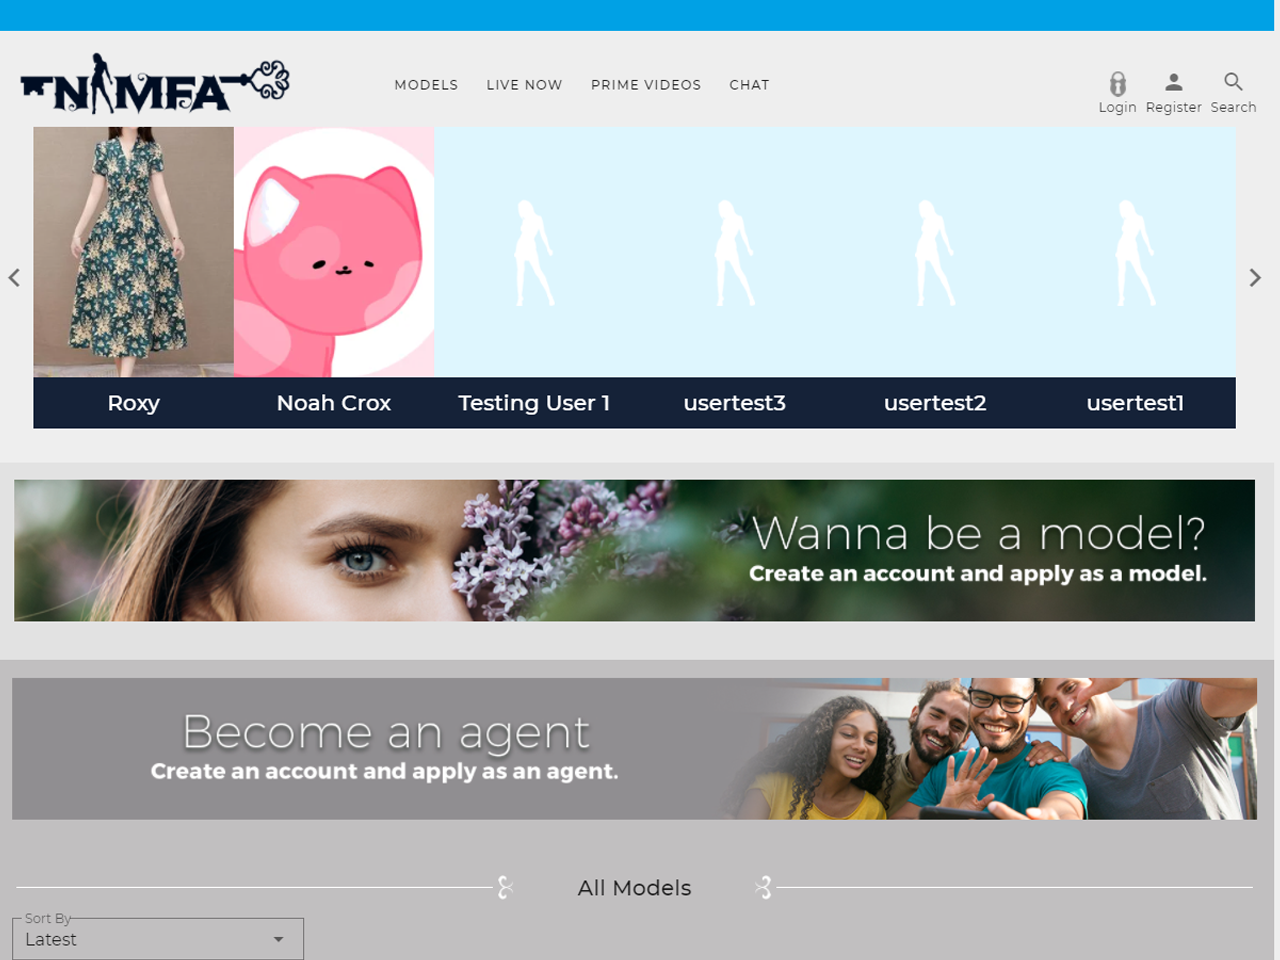 NIMFA
MODELS LIVE NOW PRIME VIDEOS CHAT
Login Register Search
Roxy Noah Crox Testing User 1 usertest3 usertest2 usertest1
Wanna be a model?
Create an account and apply as a model.
Become an agent
Create an account and apply as an agent.
All Models
Sort By
Latest